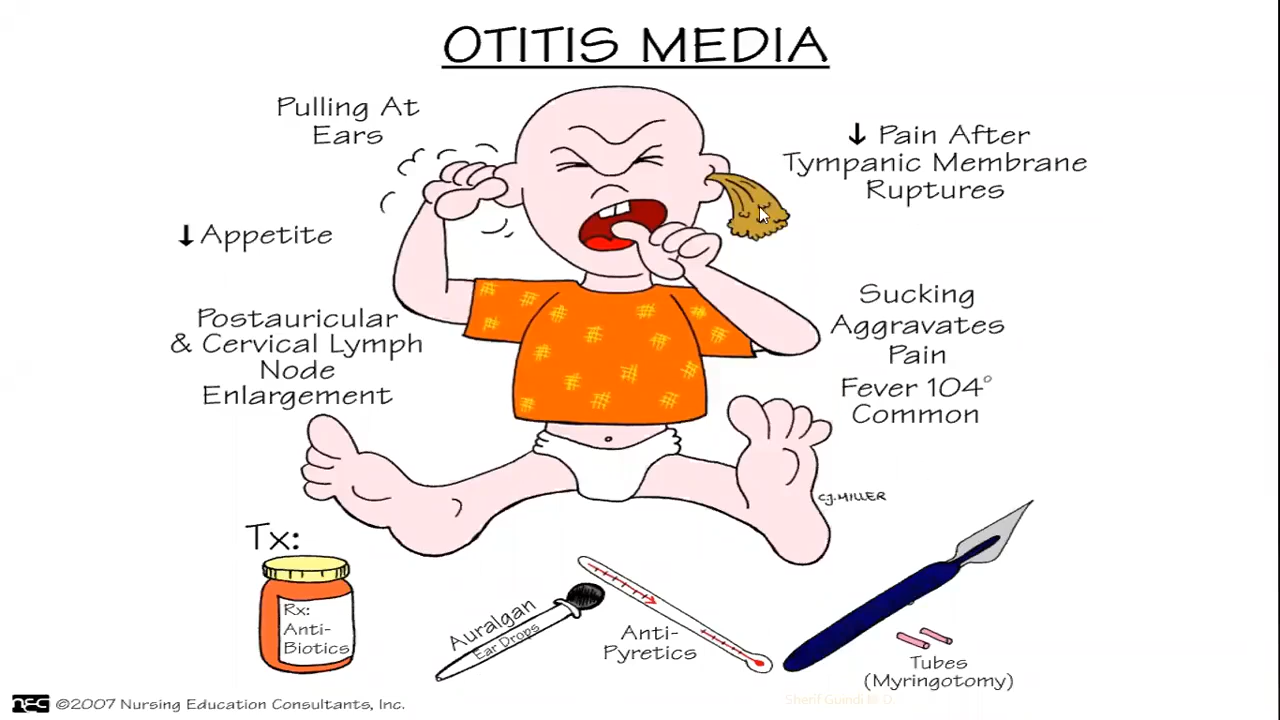 OTITIS MEDIA
Pulling At
Ears
↓ Pain After
Tympanic Membrane
Ruptures
↓ Appetite
Postauricular
& Cervical Lymph
Node
Enlargement
Sucking
Aggravates
Pain
Fever 104°
Common
C.J. MILLER
Tx:
Rx:
Anti-
Biotics
Auralgan
Ear Drops
Anti-
Pyretics
Tubes
(Myringotomy)
nec ©2007 Nursing Education Consultants, Inc.